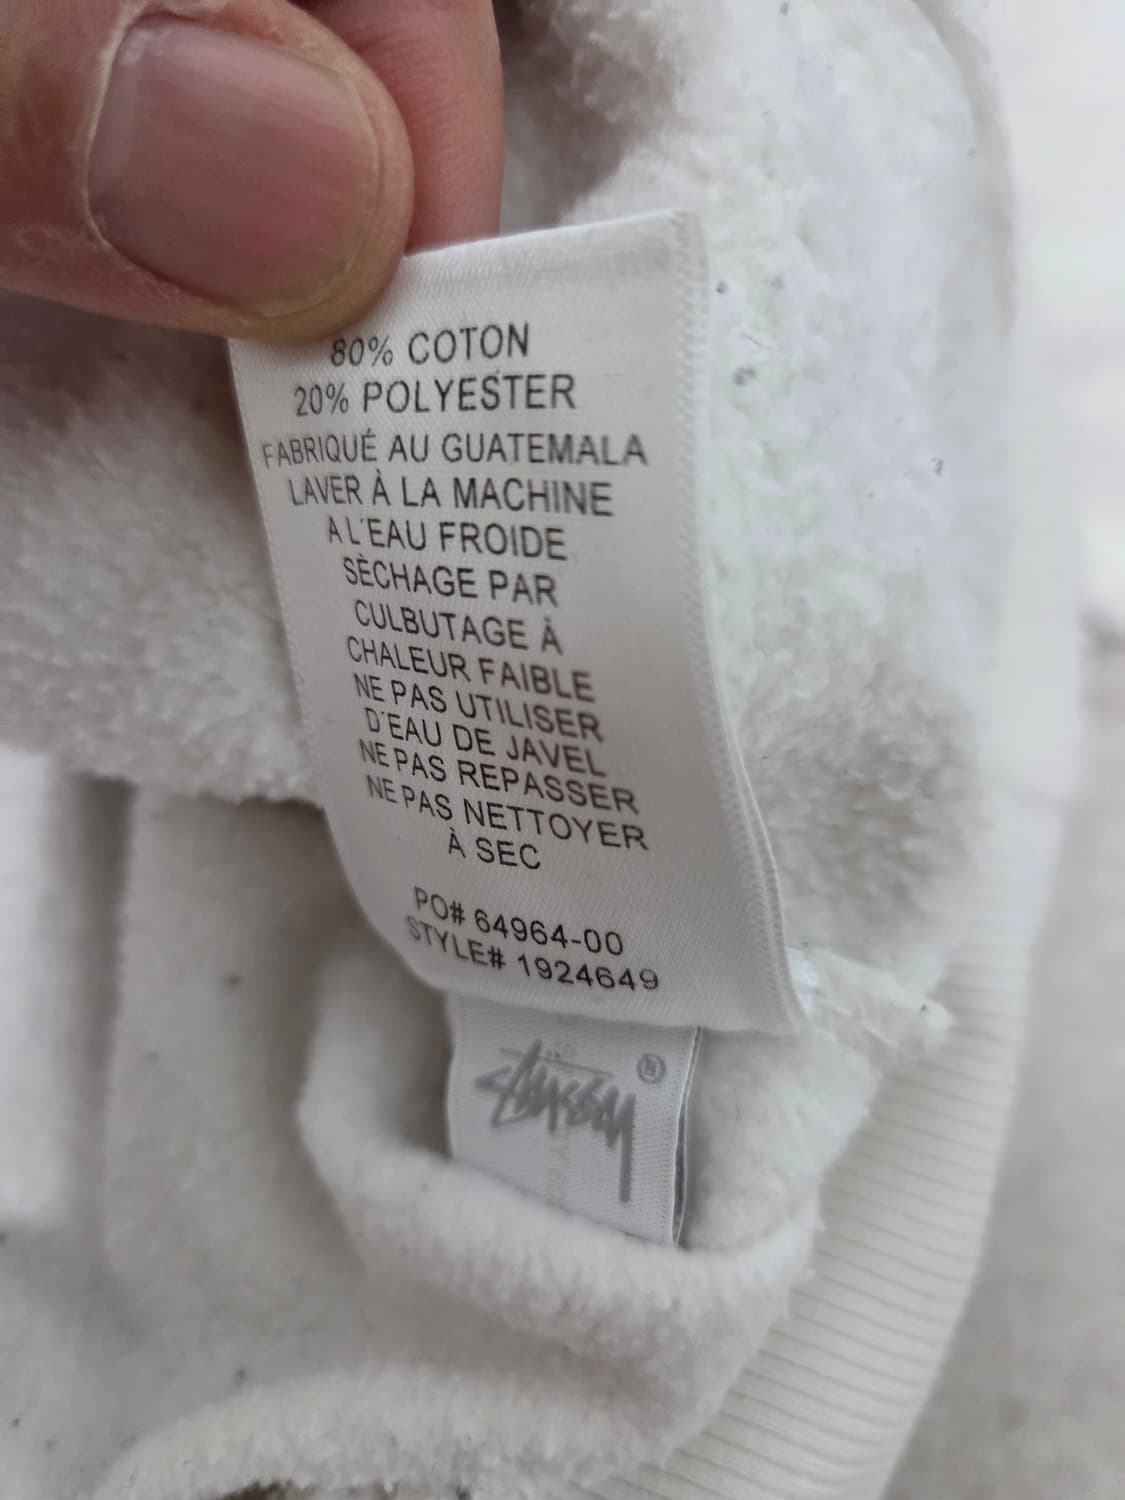 80% COTON
20% POLYESTER
FABRIQUÉ AU GUATEMALA
LAVER À LA MACHINE
A L'EAU FROIDE
SÈCHAGE PAR
CULBUTAGE À
CHALEUR FAIBLE
NE PAS UTILISER
D'EAU DE JAVEL
NE PAS REPASSER
NE PAS NETTOYER
À SEC
PO# 64964-00
STYLE# 1924649
Stüssy ®